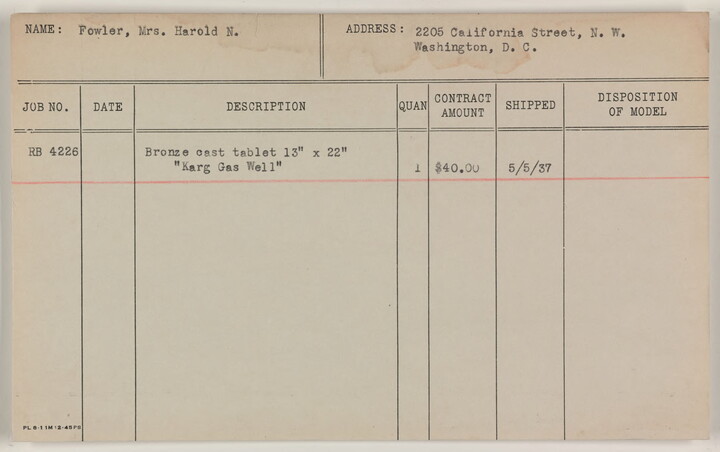 NAME: Fowler, Mrs. Harold N. ADDRESS: 2205 California Street, N. W.
Washington, D. C.
JOB NO. DATE DESCRIPTION QUAN CONTRACT AMOUNT SHIPPED DISPOSITION OF MODEL
RB 4226 Bronze cast tablet 13" x 22"
"Karg Gas Well" 1 $40.00 5/5/37